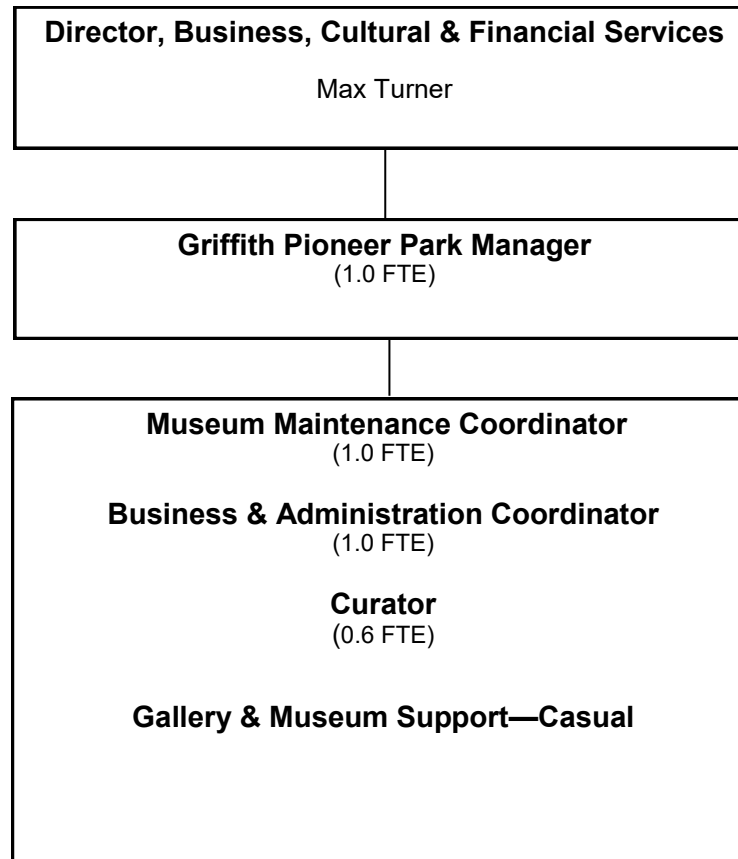 Director, Business, Cultural & Financial Services
Max Turner
Griffith Pioneer Park Manager
(1.0 FTE)
Museum Maintenance Coordinator
(1.0 FTE)
Business & Administration Coordinator
(1.0 FTE)
Curator
(0.6 FTE)
Gallery & Museum Support—Casual